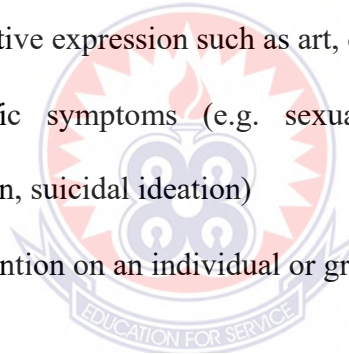 tive expression such as art,
ic symptoms (e.g. sexua
n, suicidal ideation)
ntion on an individual or gr
EDUCATION FOR SERVICE